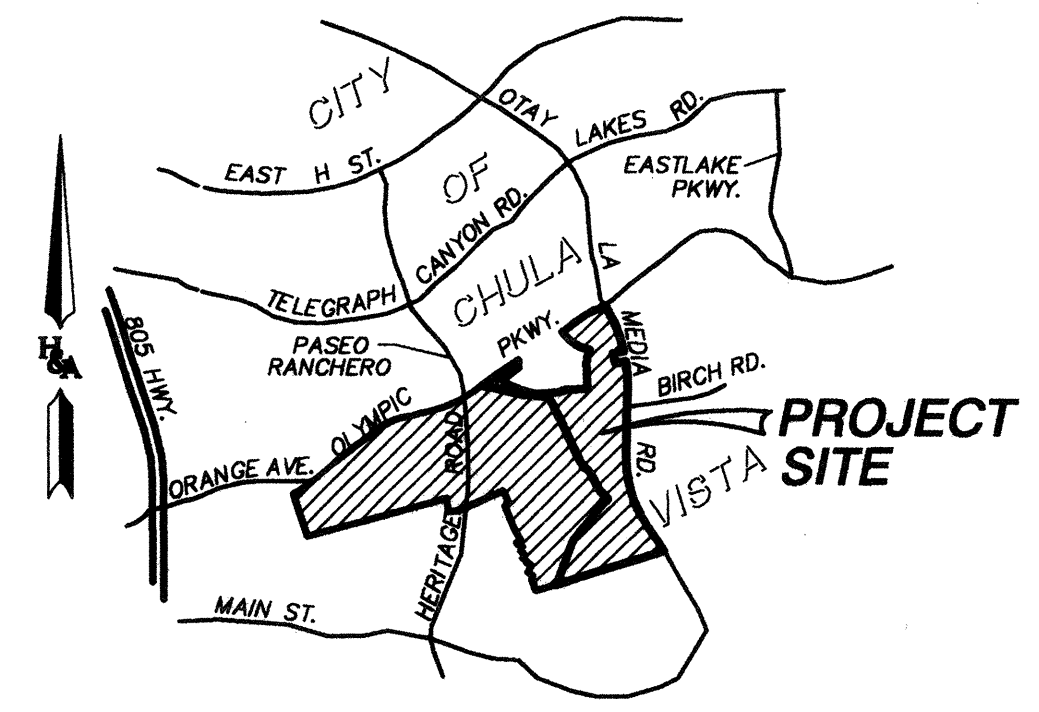 CITY
OF
CHULA
VISTA
OTAY
LAKES RD.
EAST H ST.
EASTLAKE
PKWY.
CANYON RD.
TELEGRAPH
LA
MEDIA
RD.
805 HWY.
H&A
PASEO
RANCHERO
PKWY.
OLYMPIC
BIRCH RD.
PROJECT
SITE
ORANGE AVE.
ROAD
HERITAGE
MAIN ST.